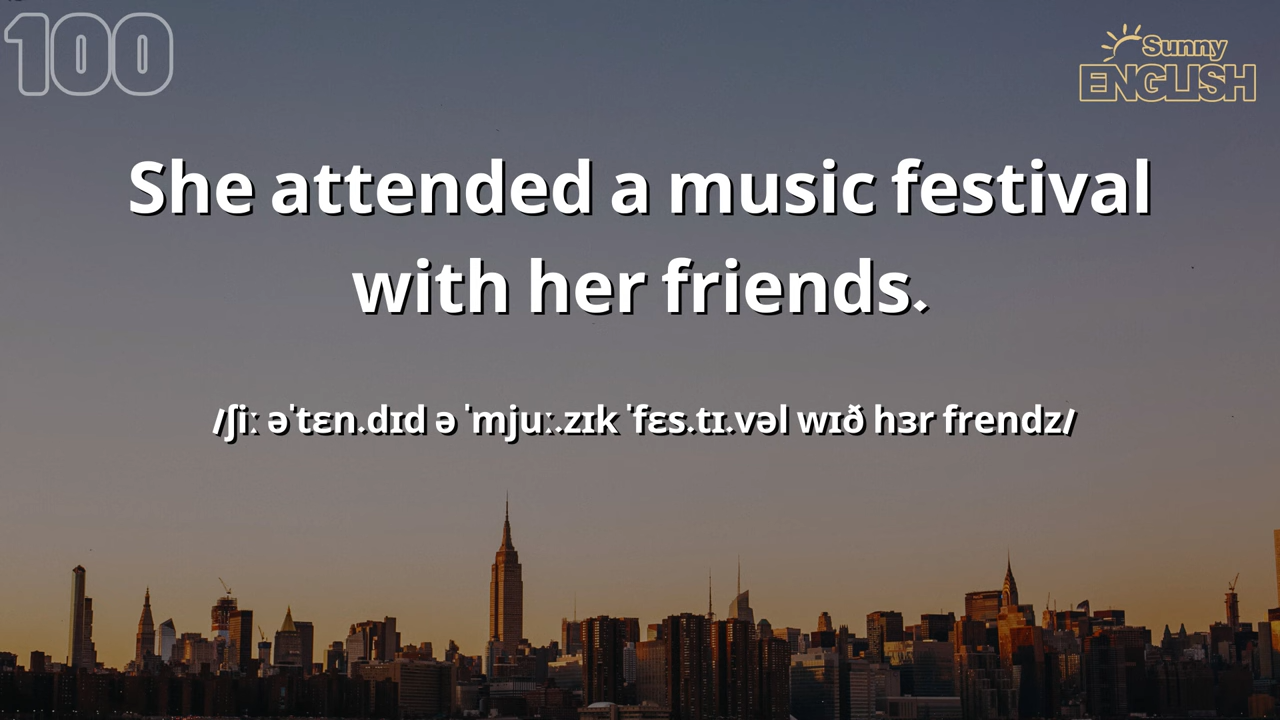 100
Sunny
ENGLISH
She attended a music festival
with her friends.
/ʃiː əˈtɛn.dɪd ə ˈmjuː.zɪk ˈfɛs.tɪ.vəl wɪð hɜr frendz/